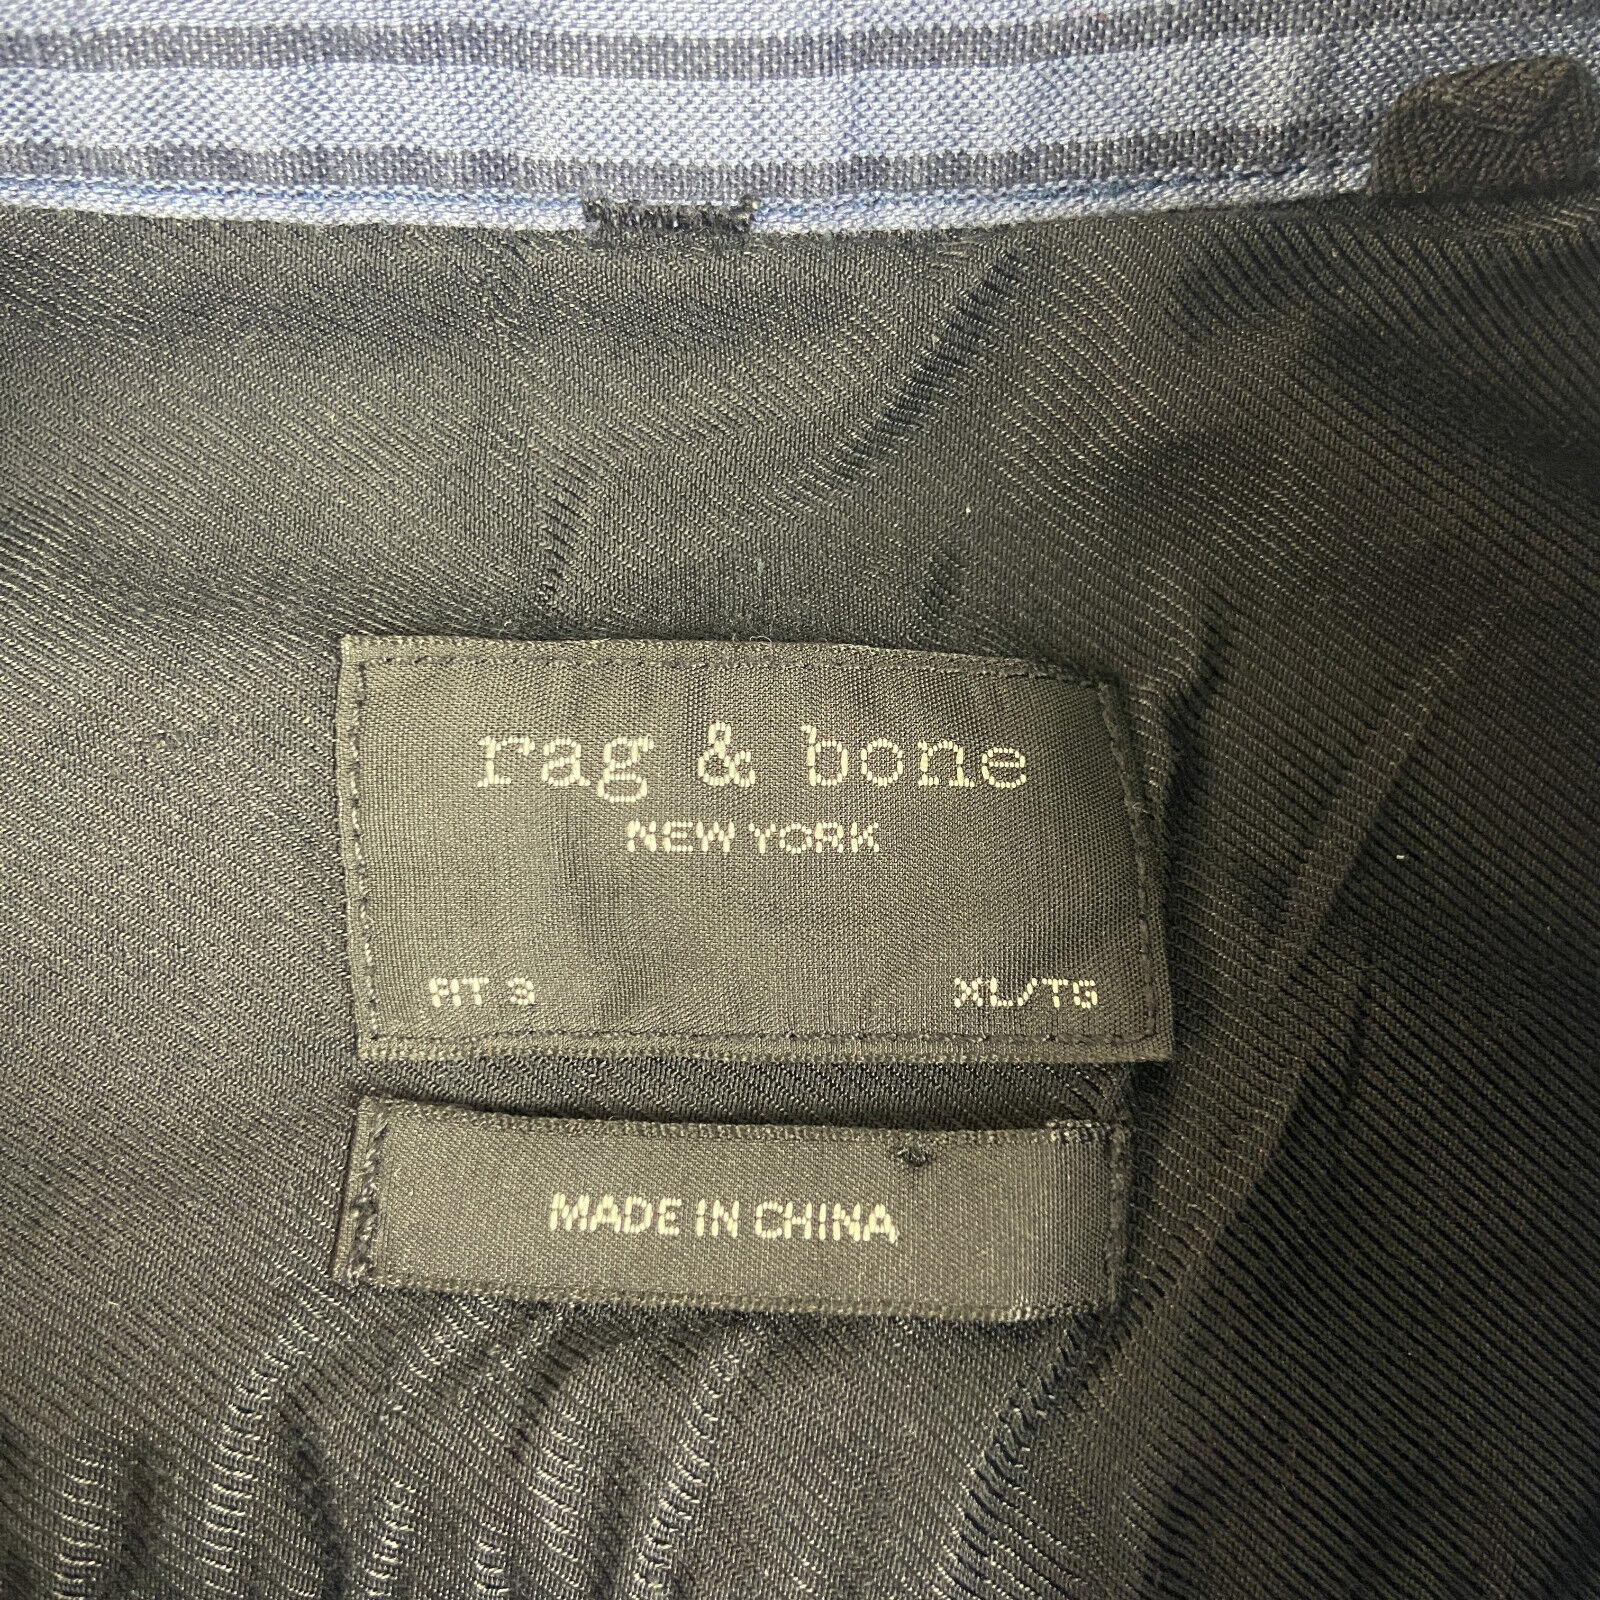 rag & bone
NEW YORK
FIT 3
XL/TG
MADE IN CHINA